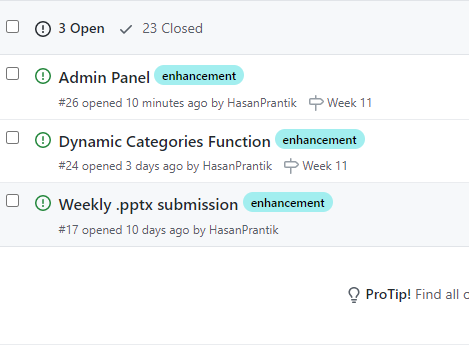 3 Open 23 Closed
Admin Panel enhancement
#26 opened 10 minutes ago by HasanPrantik Week 11
Dynamic Categories Function enhancement
#24 opened 3 days ago by HasanPrantik Week 11
Weekly .pptx submission enhancement
#17 opened 10 days ago by HasanPrantik
ProTip! Find all